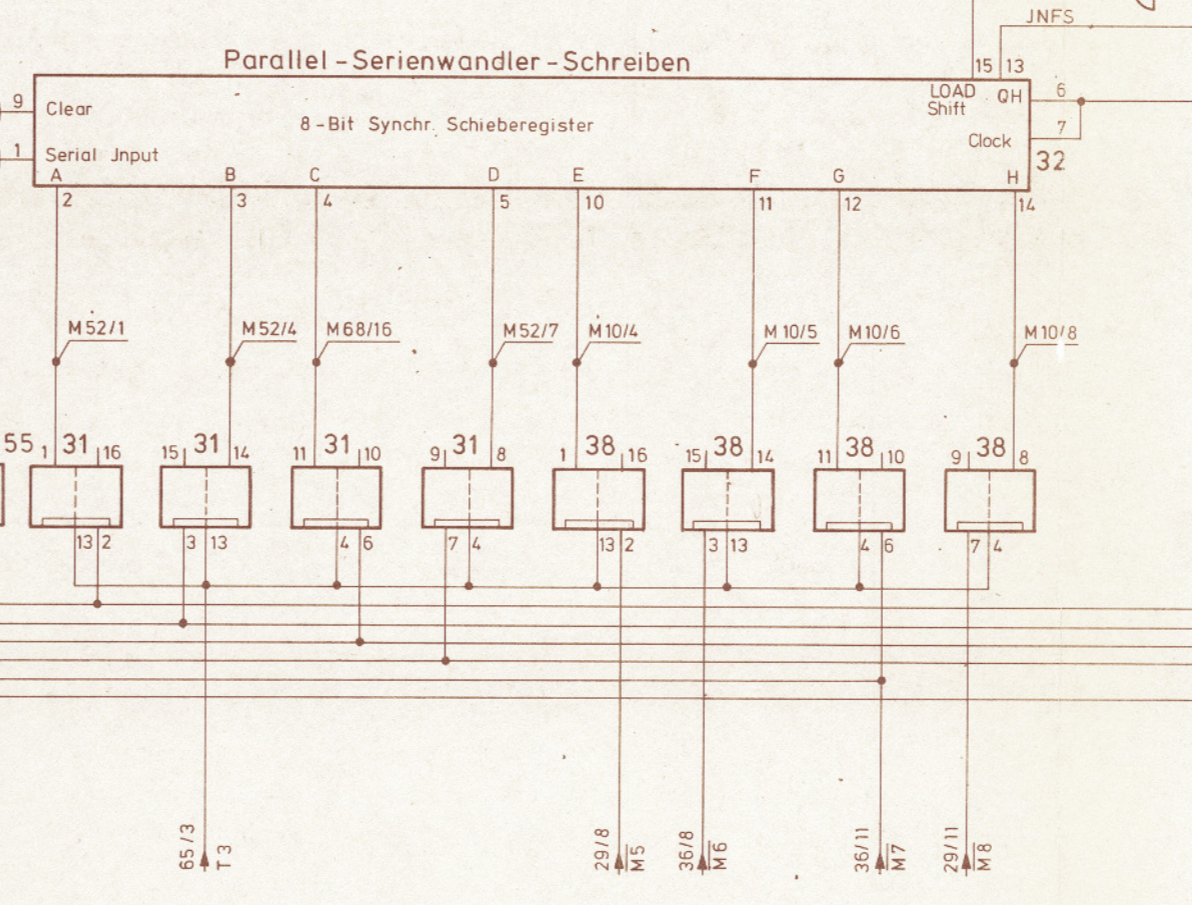 JNFS
Parallel-Serienwandler-Schreiben
15 13
9 Clear
LOAD QH 6
Shift
8-Bit Synchr. Schieberegister
Clock 7
1 Serial Jnput
32
A B C D E F G H
2 3 4 5 10 11 12 14
M52/1 M52/4 M68/16 M52/7 M10/4 M10/5 M10/6 M10/8
55 1 31 16 15 31 14 11 31 10 9 31 8 1 38 16 15 38 14 11 38 10 9 38 8
13 2 3 13 4 6 7 4 13 2 3 13 4 6 7 4
65/3 T3 29/8 M5 36/8 M6 36/11 M7 29/11 M8